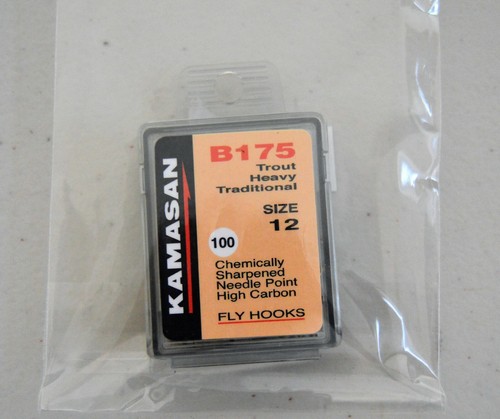 KAMASAN
B175
Trout
Heavy
Traditional
SIZE
12
100
Chemically
Sharpened
Needle Point
High Carbon
FLY HOOKS